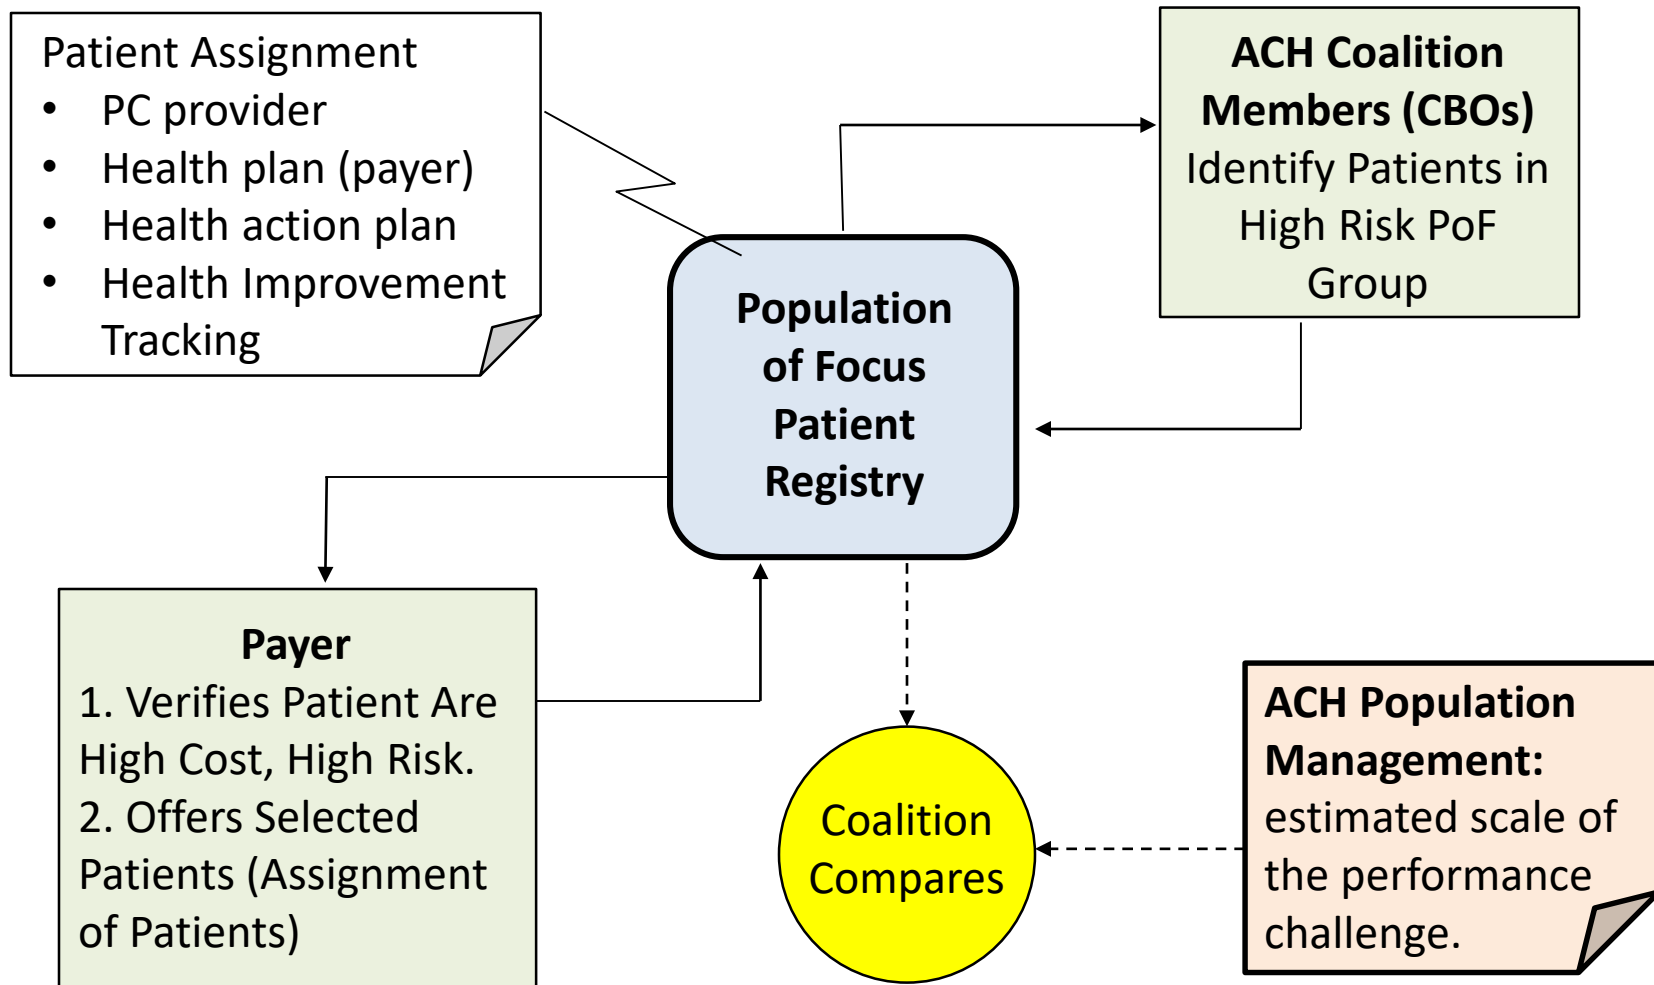 Patient Assignment
• PC provider
• Health plan (payer)
• Health action plan
• Health Improvement
Tracking
ACH Coalition
Members (CBOs)
Identify Patients in
High Risk PoF
Group
Population
of Focus
Patient
Registry
Payer
1. Verifies Patient Are
High Cost, High Risk.
2. Offers Selected
Patients (Assignment
of Patients)
Coalition
Compares
ACH Population
Management:
estimated scale of
the performance
challenge.